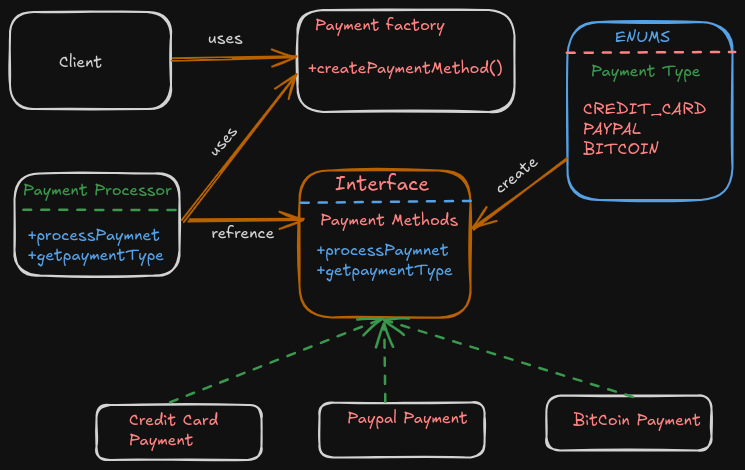 Client
uses
Payment factory
+createPaymentMethod()
ENUMS
Payment Type
CREDIT_CARD
PAYPAL
BITCOIN
uses
create
Payment Processor
+processPaymnet
+getpaymentType
refrence
Interface
Payment Methods
+processPaymnet
+getpaymentType
Credit Card
Payment
Paypal Payment
BitCoin Payment